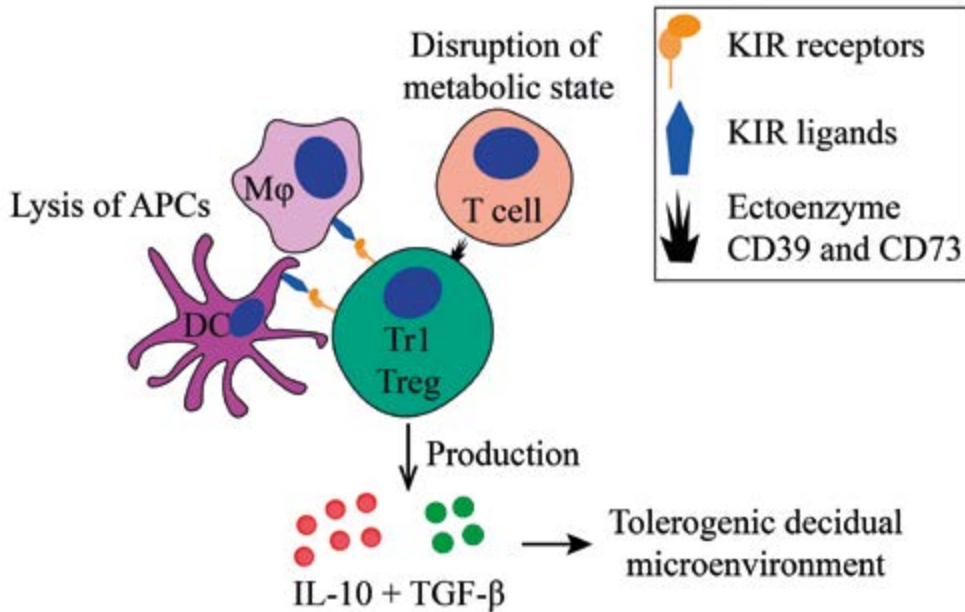 Disruption of
metabolic state
Mφ
T cell
Lysis of APCs
DC
Tr1
Treg
Production
IL-10 + TGF-β
Tolerogenic decidual
microenvironment
KIR receptors
KIR ligands
Ectoenzyme
CD39 and CD73